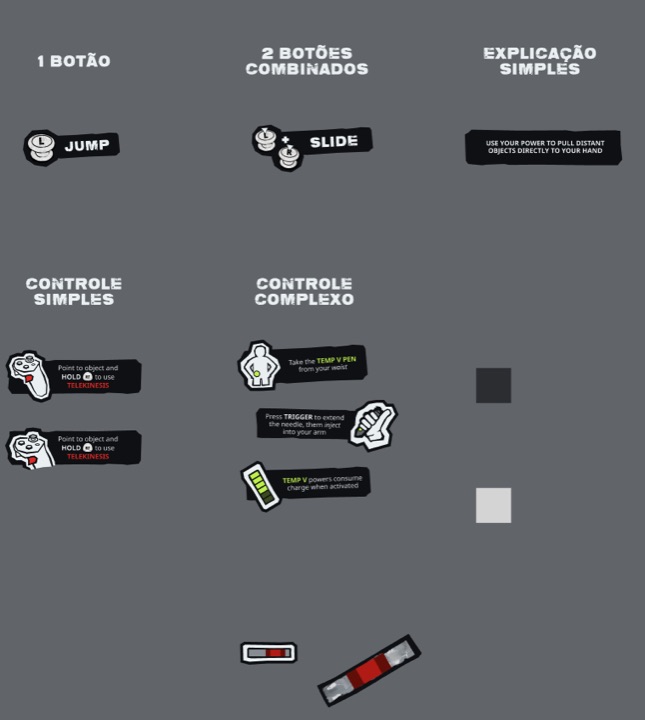 1 BOTÃO
2 BOTÕES
COMBINADOS
EXPLICAÇÃO
SIMPLES
L
JUMP
L
+
R
SLIDE
USE YOUR POWER TO PULL DISTANT
OBJECTS DIRECTLY TO YOUR HAND
CONTROLE
SIMPLES
CONTROLE
COMPLEXO
Point to object and
HOLD to use
TELEKINESIS
Point to object and
HOLD to use
TELEKINESIS
Take the TEMP V PEN
from your waist
Press TRIGGER to extend
the needle, them inject
into your arm
TEMP V powers consume
charge when activated